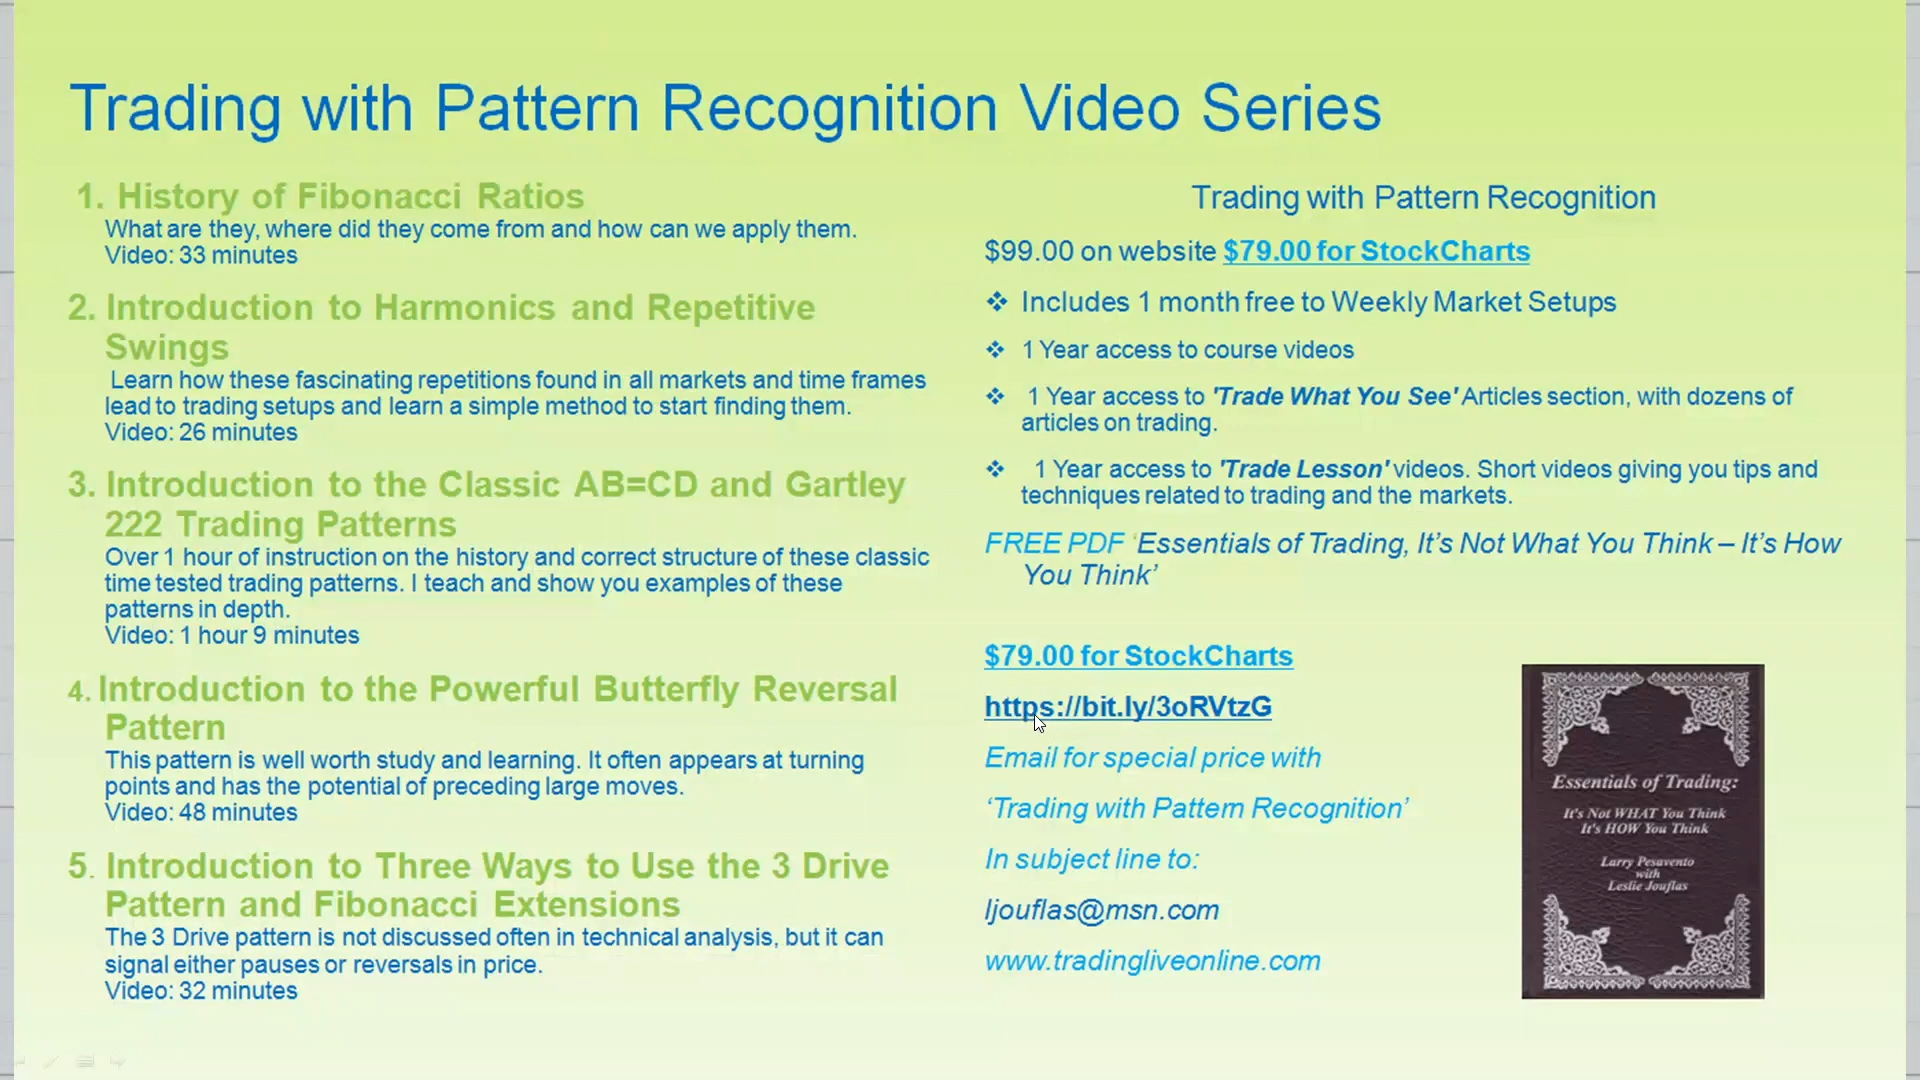 Trading with Pattern Recognition Video Series
1. History of Fibonacci Ratios
What are they, where did they come from and how can we apply them.
Video: 33 minutes
2. Introduction to Harmonics and Repetitive
Swings
Learn how these fascinating repetitions found in all markets and time frames
lead to trading setups and learn a simple method to start finding them.
Video: 26 minutes
3. Introduction to the Classic AB=CD and Gartley
222 Trading Patterns
Over 1 hour of instruction on the history and correct structure of these classic
time tested trading patterns. I teach and show you examples of these
patterns in depth.
Video: 1 hour 9 minutes
4. Introduction to the Powerful Butterfly Reversal
Pattern
This pattern is well worth study and learning. It often appears at turning
points and has the potential of preceding large moves.
Video: 48 minutes
5. Introduction to Three Ways to Use the 3 Drive
Pattern and Fibonacci Extensions
The 3 Drive pattern is not discussed often in technical analysis, but it can
signal either pauses or reversals in price.
Video: 32 minutes
Trading with Pattern Recognition
$99.00 on website $79.00 for StockCharts
❖ Includes 1 month free to Weekly Market Setups
❖ 1 Year access to course videos
❖ 1 Year access to 'Trade What You See' Articles section, with dozens of
articles on trading.
❖ 1 Year access to 'Trade Lesson' videos. Short videos giving you tips and
techniques related to trading and the markets.
FREE PDF ‘Essentials of Trading, It’s Not What You Think – It’s How
You Think’
$79.00 for StockCharts
https://bit.ly/3oRVtzG
Email for special price with
‘Trading with Pattern Recognition’
In subject line to:
ljouflas@msn.com
www.tradingliveonline.com
Essentials of Trading:
It's Not WHAT You Think
It's HOW You Think
Larry Pesavento
with
Leslie Jouflas